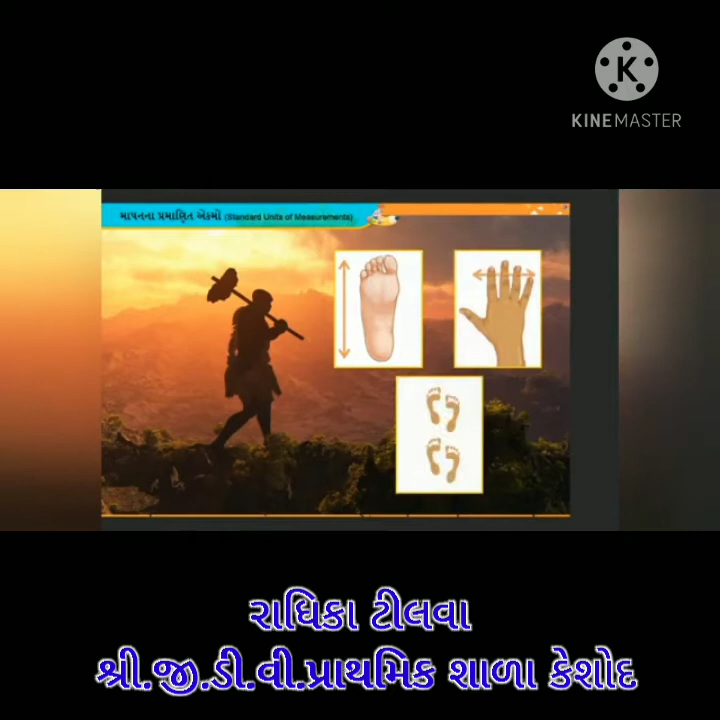 KINEMASTER
માપનના પ્રમાણિત એકમો (Standard Units of Measurements)
રાધિકા ટીલવા
શ્રી.જી.ડી.વી.પ્રાથમિક શાળા કેશોદ